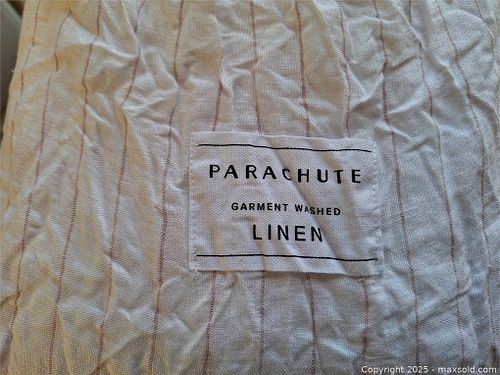 PARACHUTE
GARMENT WASHED
LINEN
Copyright 2025 - maxsold.com